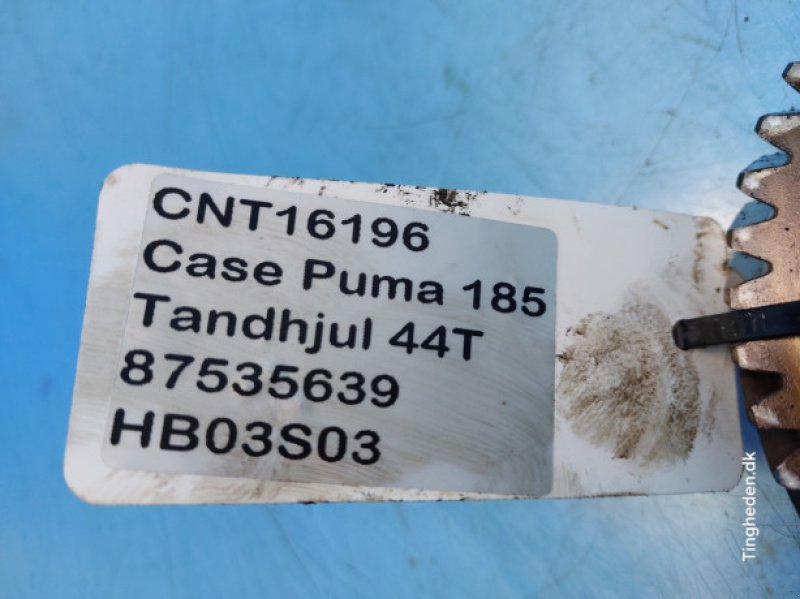 CNT16196
Case Puma 185
Tandhjul 44T
87535639
HB03S03
Tingheden.dk